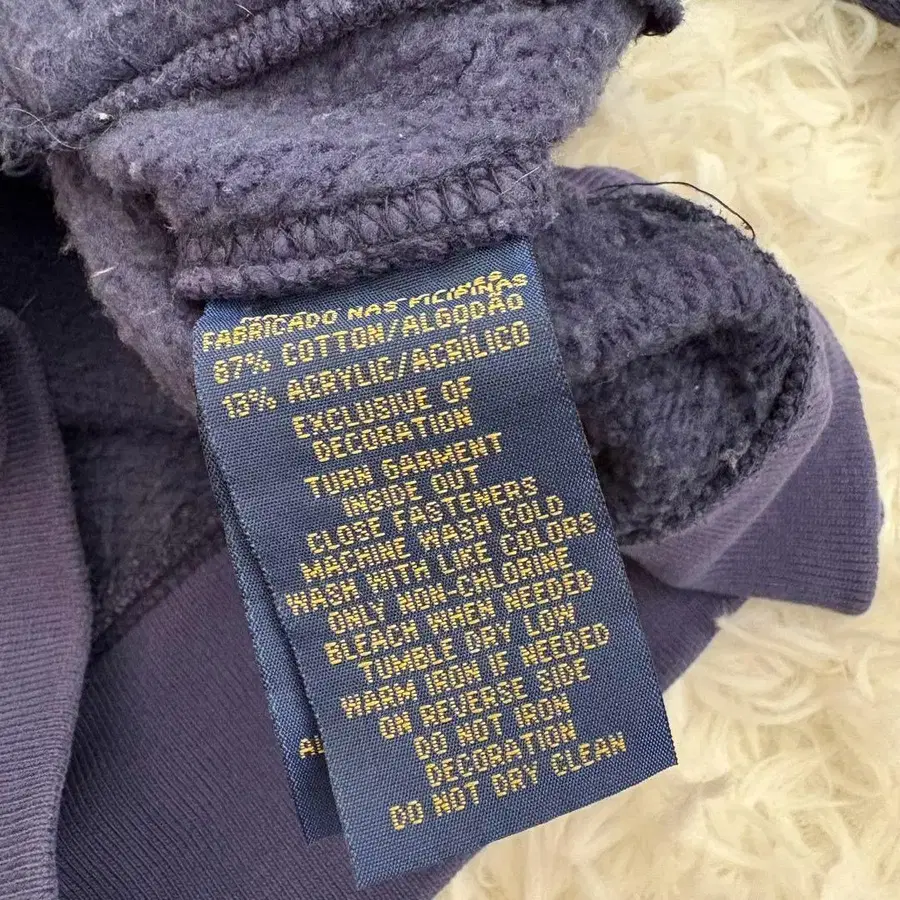 FABRICADO NAS FILIPINAS
87% COTTON/ALGODÃO
13% ACRYLIC/ACRÍLICO
EXCLUSIVE OF
DECORATION
TURN GARMENT
INSIDE OUT
CLOSE FASTENERS
MACHINE WASH COLD
WASH WITH LIKE COLORS
ONLY NON-CHLORINE
BLEACH WHEN NEEDED
TUMBLE DRY LOW
WARM IRON IF NEEDED
ON REVERSE SIDE
DO NOT IRON
DECORATION
DO NOT DRY CLEAN